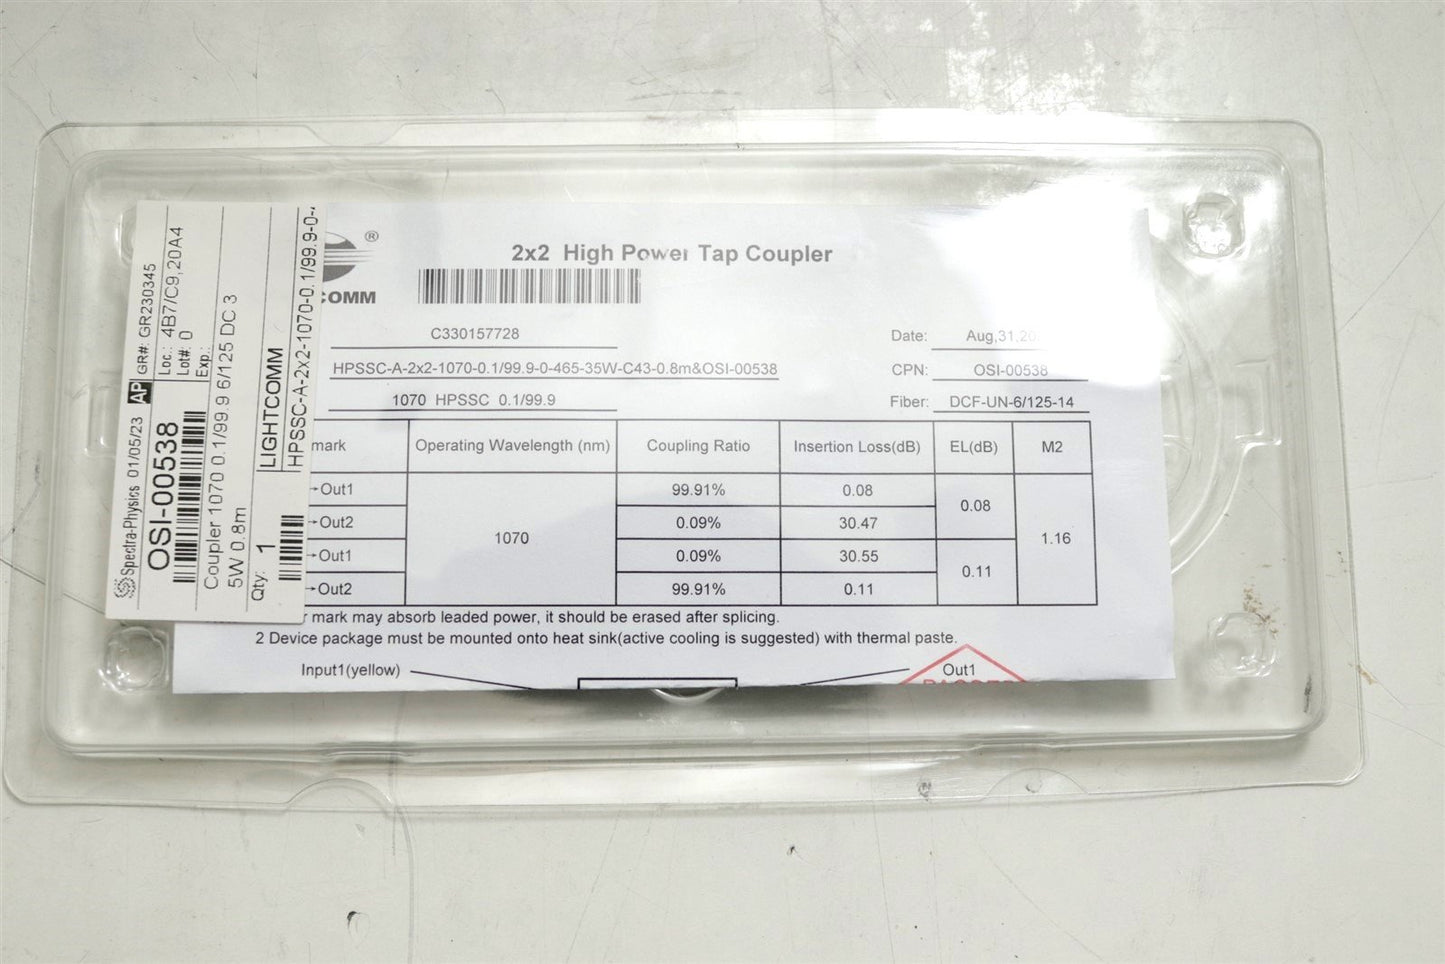 Spectra-Physics 01/05/23 AP GR#: GR230345
OSI-00538
Loc.: 4B7/C9,20A4
Lot#: 0
Exp.:
Coupler 1070 0.1/99.9 6/125 DC 3
5W 0.8m
Qty: 1
LIGHTCOMM
HPSSC-A-2x2-1070-0.1/99.9-0-
COMM ®
2x2 High Power Tap Coupler
C330157728 Date: Aug,31,20
HPSSC-A-2x2-1070-0.1/99.9-0-465-35W-C43-0.8m&OSI-00538 CPN: OSI-00538
1070 HPSSC 0.1/99.9 Fiber: DCF-UN-6/125-14
mark Operating Wavelength (nm) Coupling Ratio Insertion Loss(dB) EL(dB) M2
→Out1 99.91% 0.08 0.08
→Out2 0.09% 30.47
1070 1.16
→Out1 0.09% 30.55 0.11
→Out2 99.91% 0.11
mark may absorb leaded power, it should be erased after splicing.
2 Device package must be mounted onto heat sink(active cooling is suggested) with thermal paste.
Input1(yellow) Out1